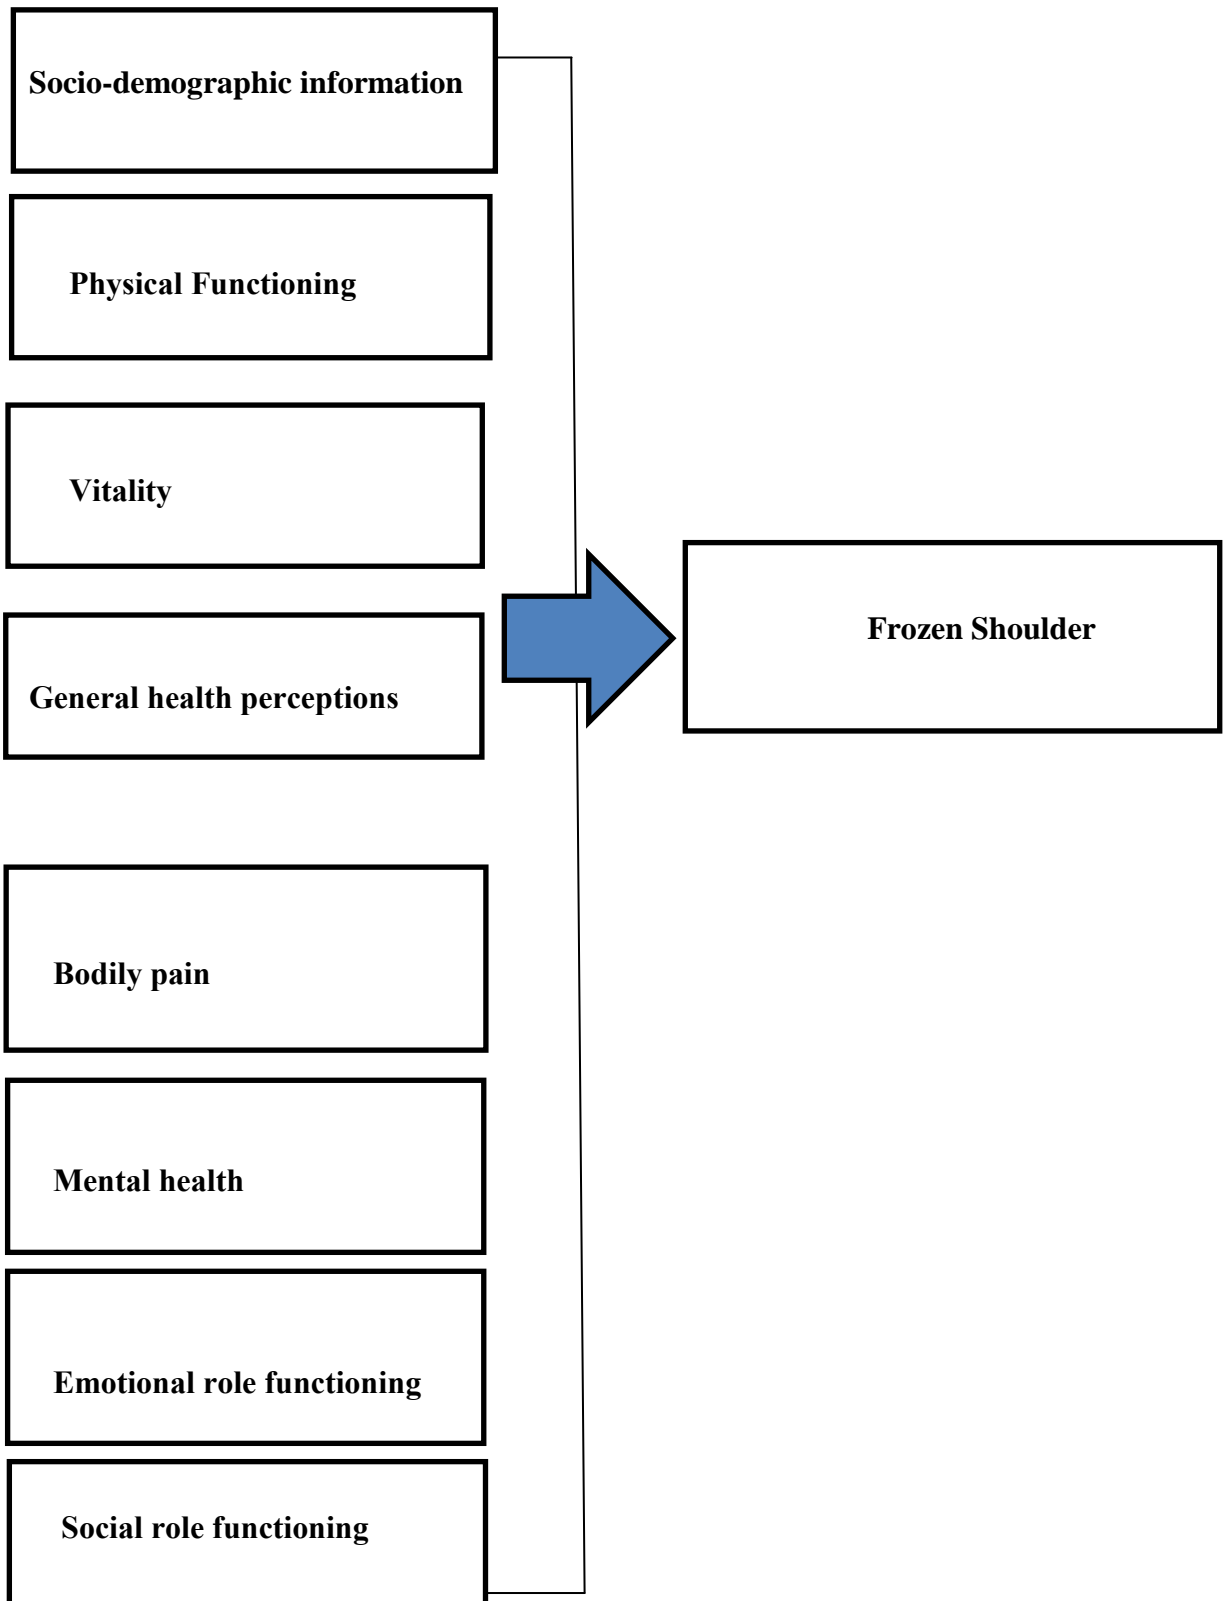 Socio-demographic information
Physical Functioning
Vitality
General health perceptions
Frozen Shoulder
Bodily pain
Mental health
Emotional role functioning
Social role functioning